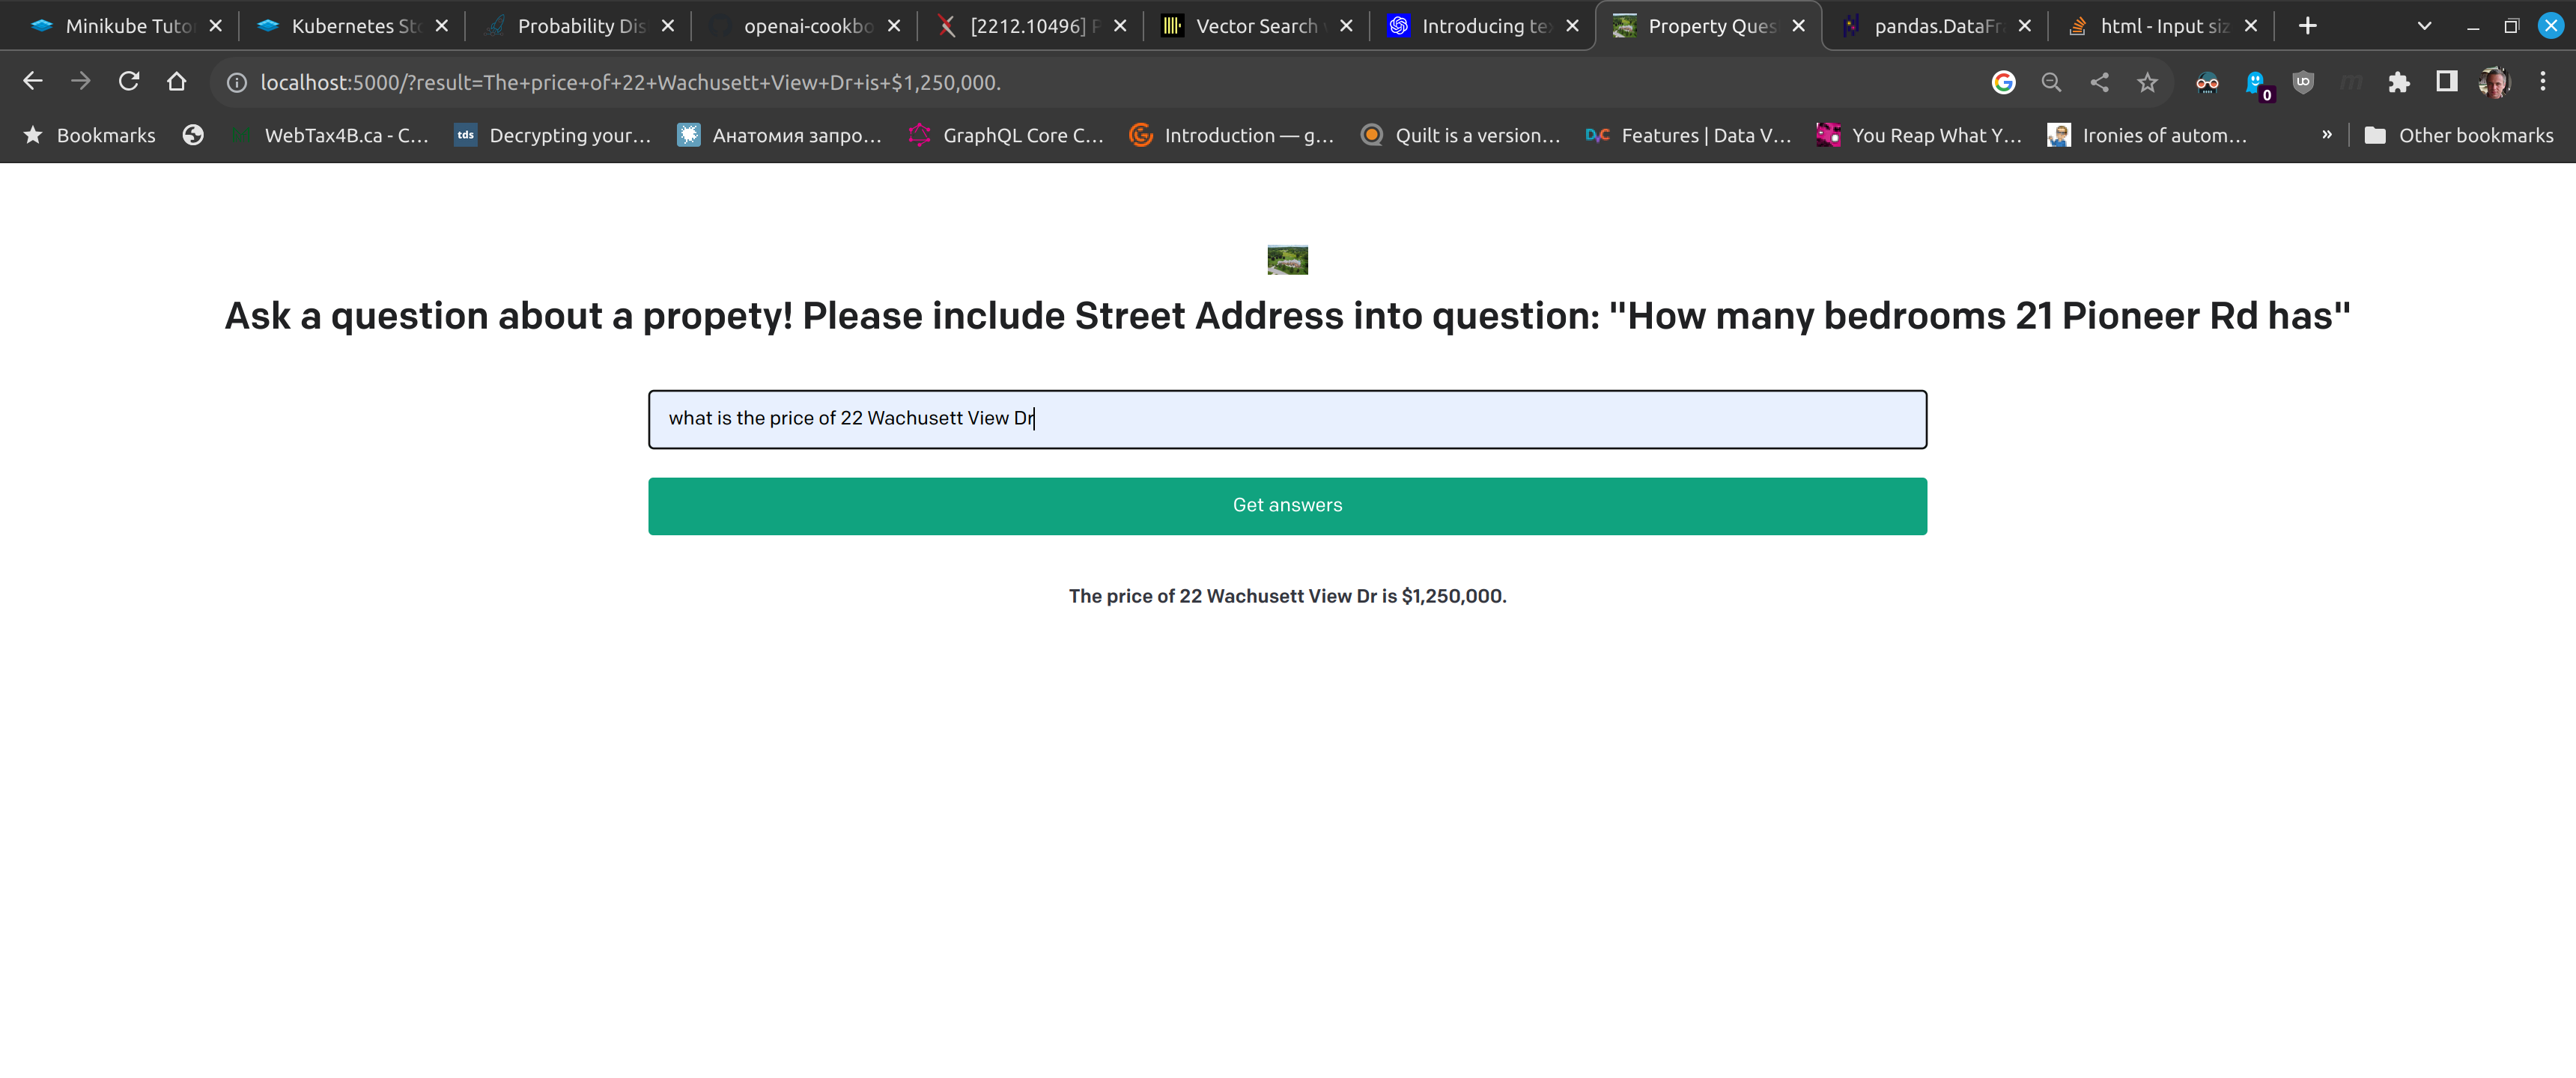 Minikube Tuto
Kubernetes Sto
Probability Dis
openai-cookbo
[2212.10496] P
Vector Search
Introducing te
Property Ques
pandas.DataFr
html - Input siz
localhost:5000/?result=The+price+of+22+Wachusett+View+Dr+is+$1,250,000.
0
Bookmarks
WebTax4B.ca - C...
tds
Decrypting your...
Анатомия запро...
GraphQL Core C...
Introduction — g...
Quilt is a version...
DVC
Features | Data V...
You Reap What Y...
Ironies of autom...
»
Other bookmarks
Ask a question about a propety! Please include Street Address into question: "How many bedrooms 21 Pioneer Rd has"
what is the price of 22 Wachusett View Dr
Get answers
The price of 22 Wachusett View Dr is $1,250,000.